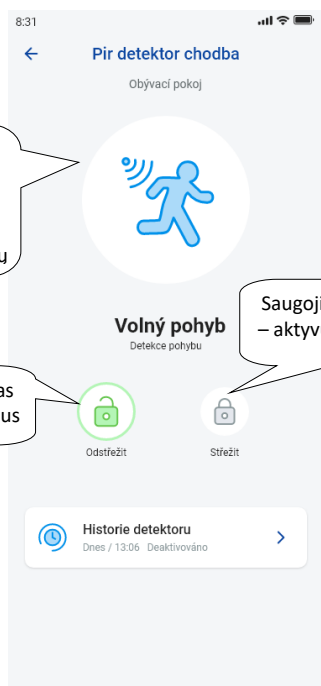 8:31
Pir detektor chodba
Obývací pokoj
Volný pohyb
Detekce pohybu
Saugoji
– aktyv
as
us
Odstřežit
Střežit
Historie detektoru
Dnes / 13:06 Deaktivováno